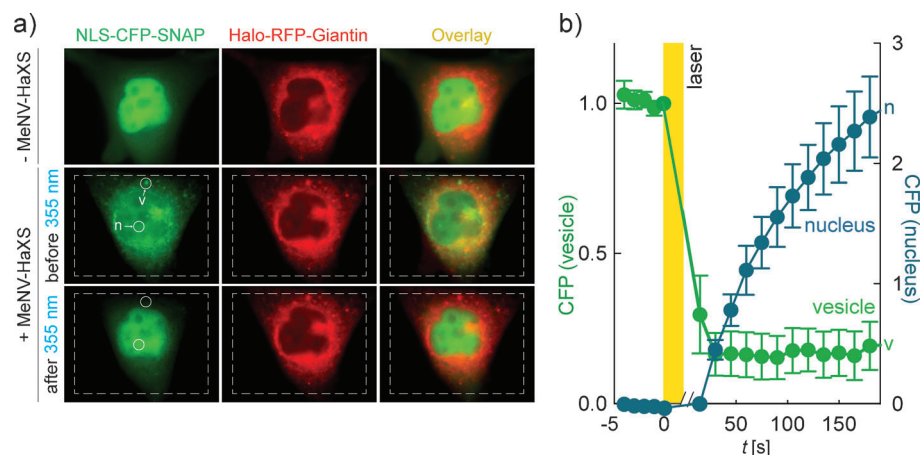 a)
NLS-CFP-SNAP Halo-RFP-Giantin Overlay
- MeNV-HaXS
+ MeNV-HaXS
before 355 nm
after 355 nm
v
n
b)
laser
CFP (vesicle)
1.0
0.5
0.0
3
2
1
0
CFP (nucleus)
n
nucleus
vesicle
v
-5 0 50 100 150
t [s]